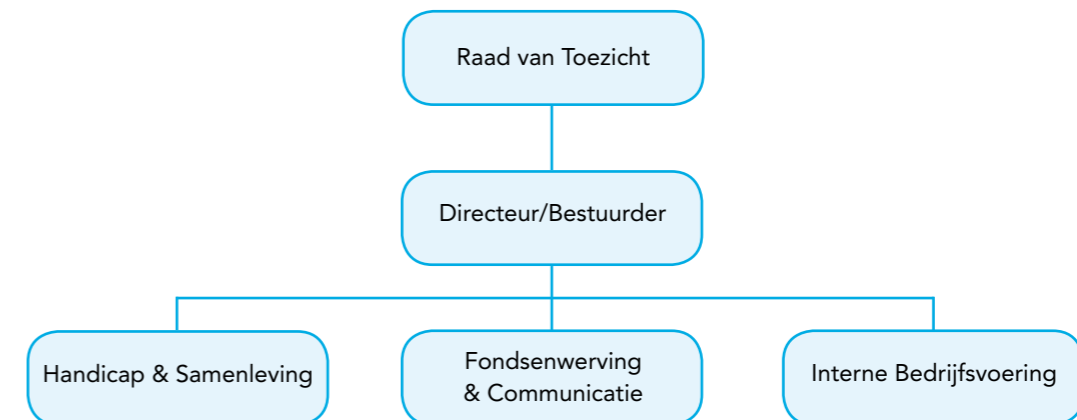 Raad van Toezicht
Directeur/Bestuurder
Handicap & Samenleving
Fondsenwerving
& Communicatie
Interne Bedrijfsvoering